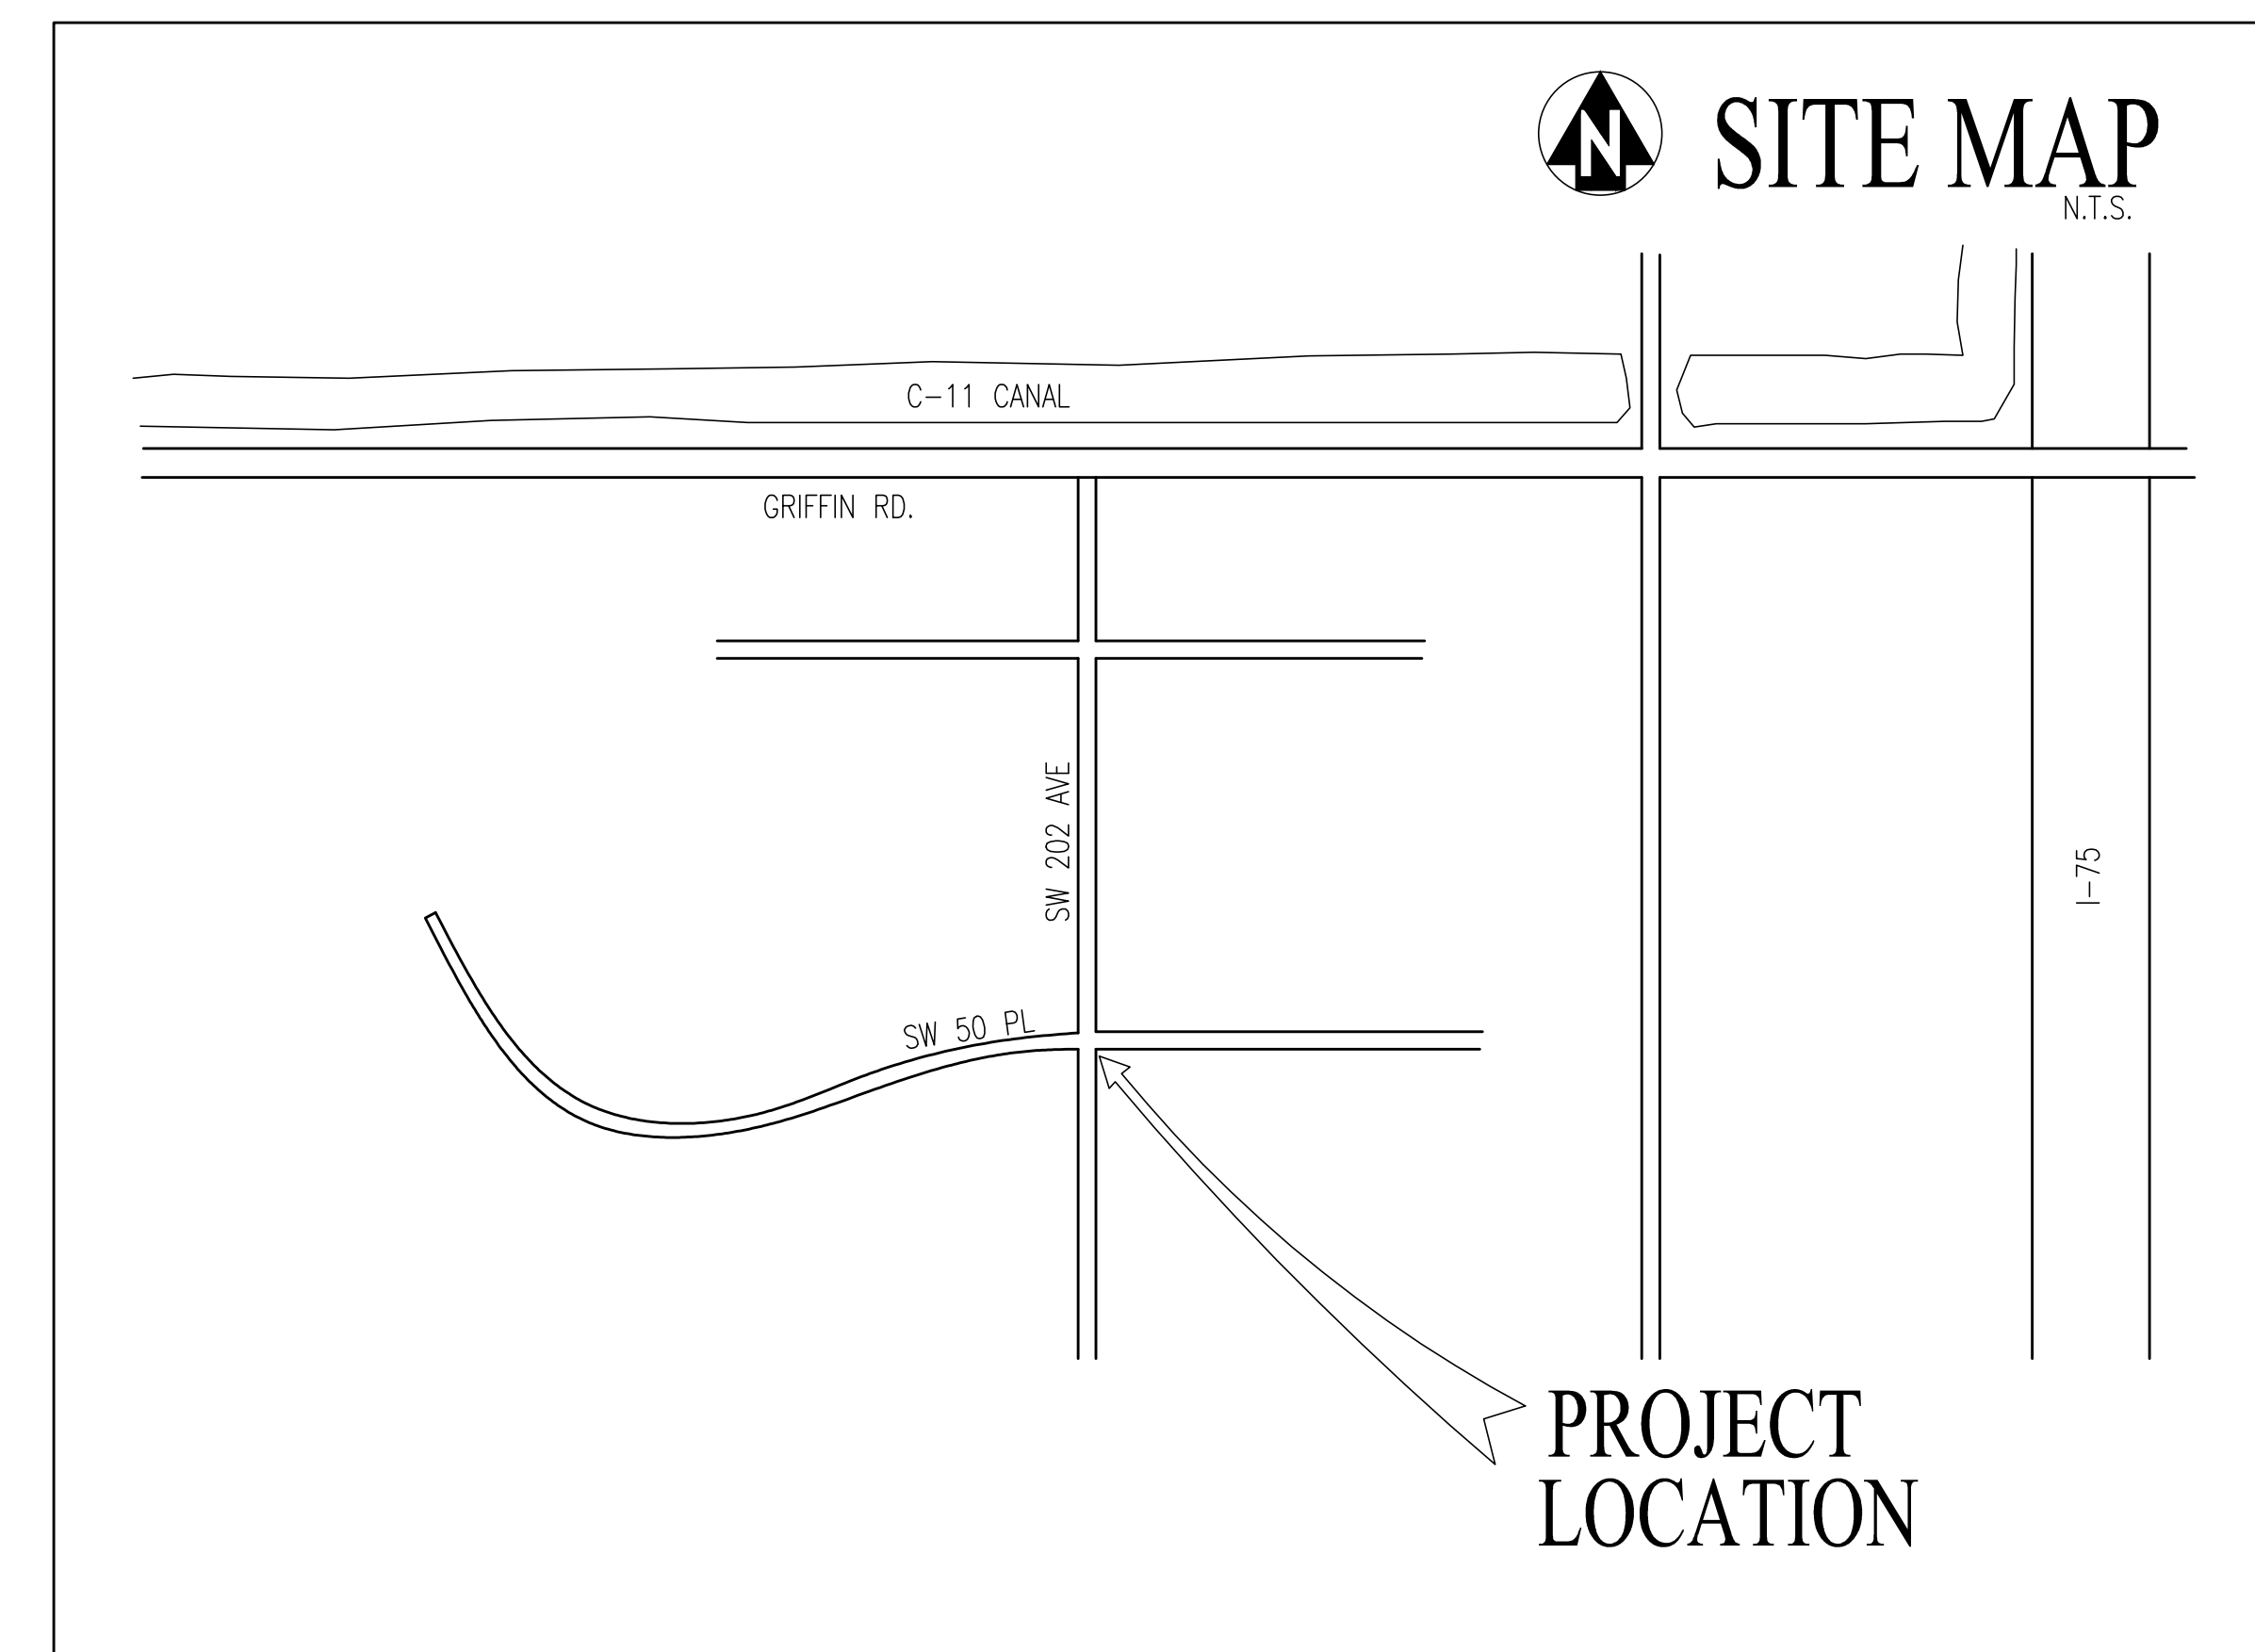 N
SITE MAP
N.T.S.
C-11 CANAL
GRIFFIN RD.
SW 202 AVE
I-75
SW 50 PL
PROJECT
LOCATION